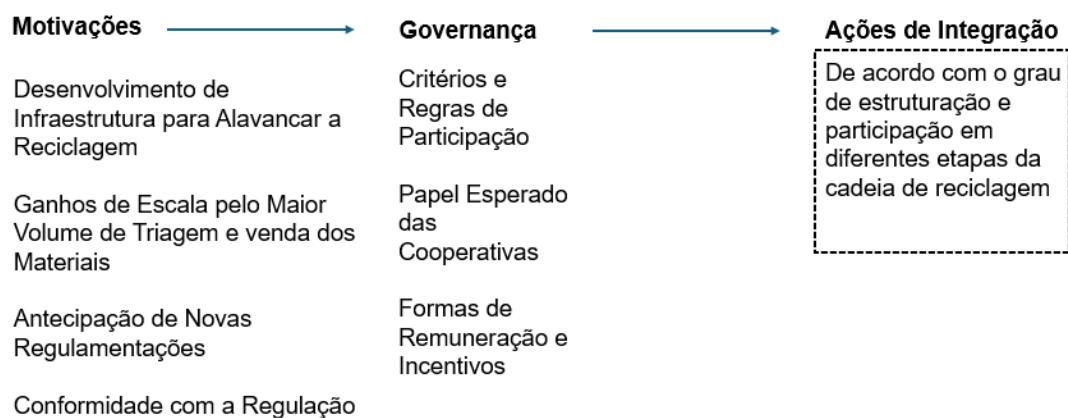 Motivações
Desenvolvimento de
Infraestrutura para Alavancar a
Reciclagem
Ganhos de Escala pelo Maior
Volume de Triagem e venda dos
Materiais
Antecipação de Novas
Regulamentações
Conformidade com a Regulação
Governança
Critérios e
Regras de
Participação
Papel Esperado
das
Cooperativas
Formas de
Remuneração e
Incentivos
Ações de Integração
De acordo com o grau
de estruturação e
participação em
diferentes etapas da
cadeia de reciclagem